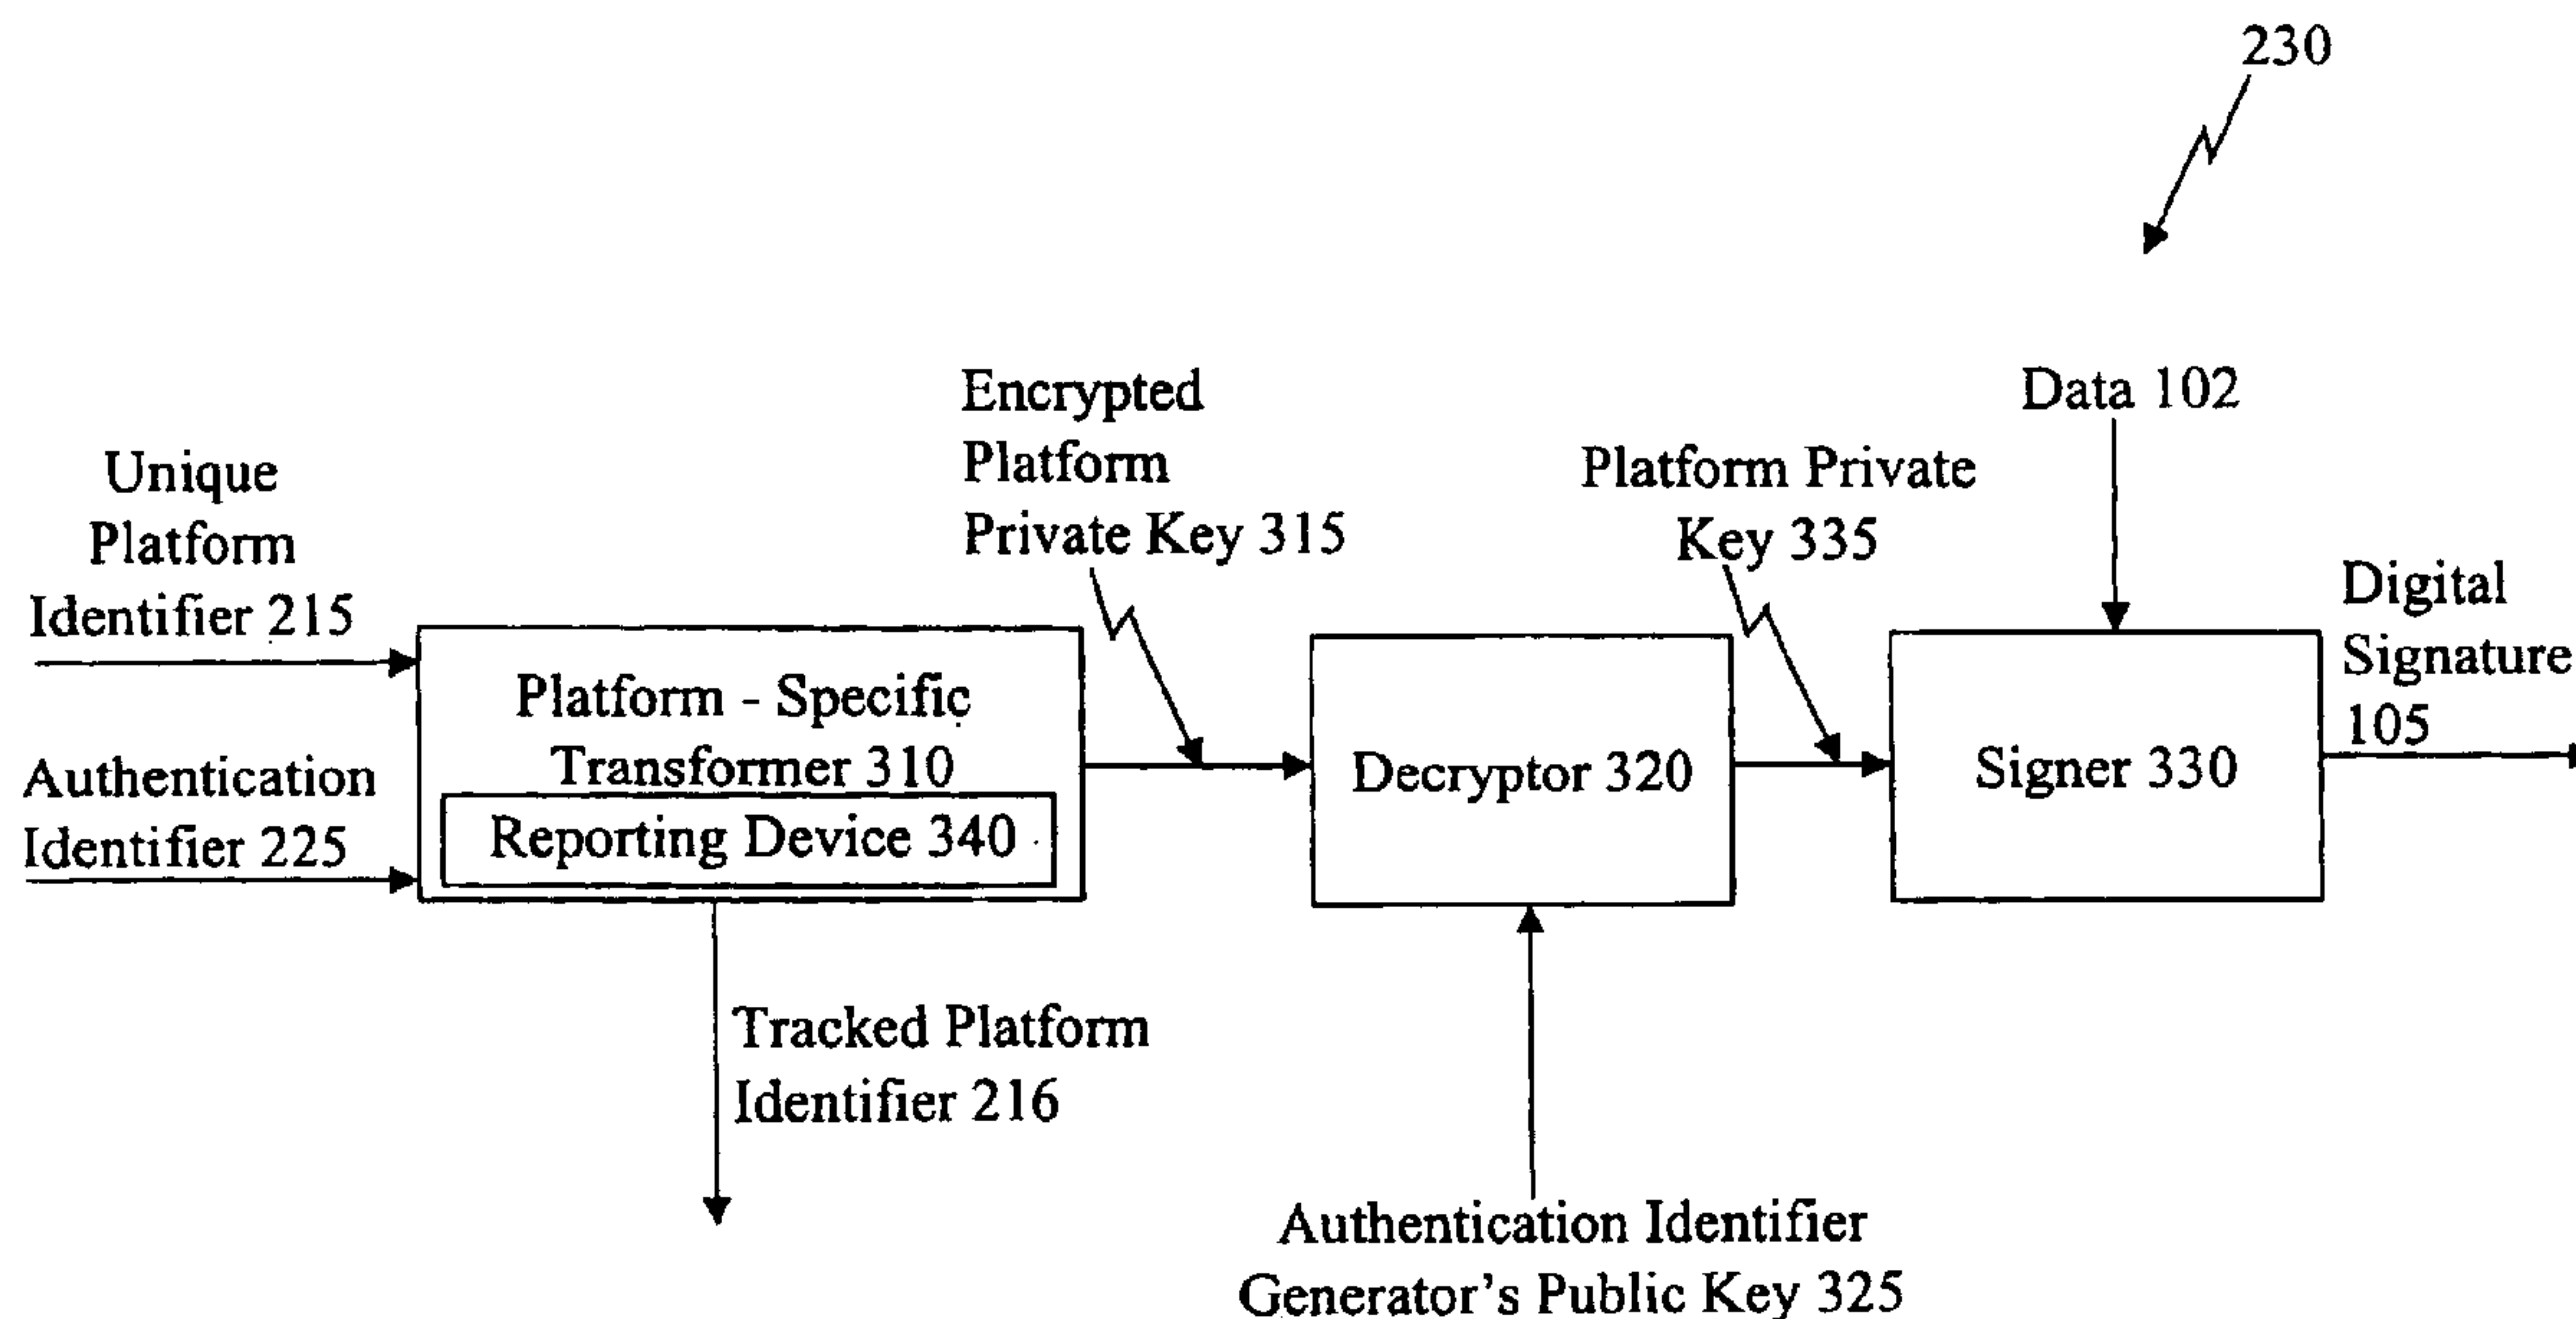 230
Encrypted
Platform
Private Key 315
Data 102
Unique
Platform
Identifier 215
Platform Private
Key 335
Digital
Signature
105
Platform - Specific
Transformer 310
Reporting Device 340
Authentication
Identifier 225
Decryptor 320
Signer 330
Tracked Platform
Identifier 216
Authentication Identifier
Generator's Public Key 325